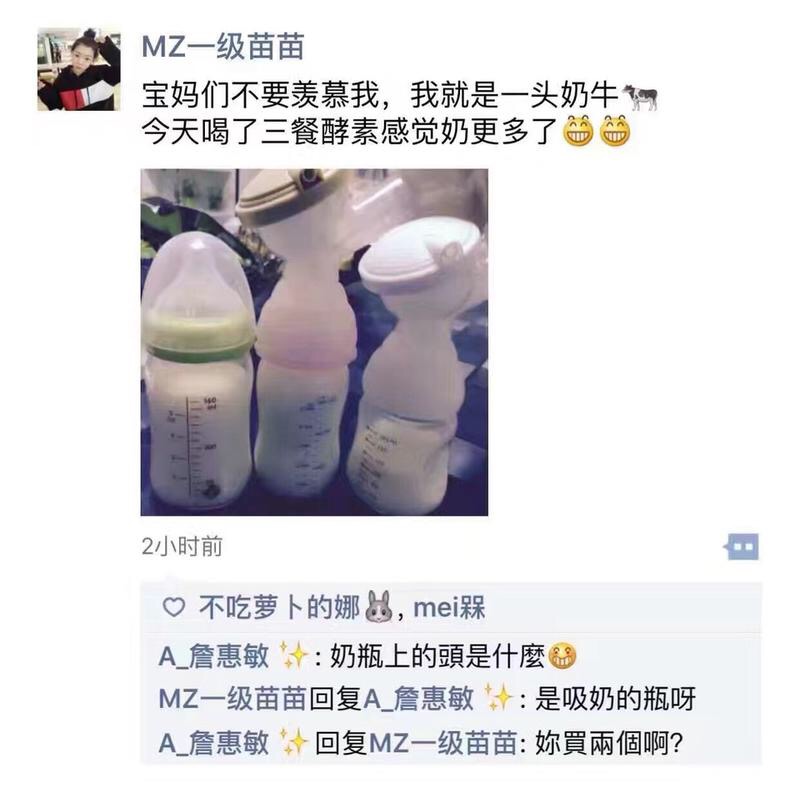 MZ一级苗苗
宝妈们不要羡慕我，我就是一头奶牛🐄
今天喝了三餐酵素感觉奶更多了😁😁
160
ml
2小时前
不吃萝卜的娜🐰, mei槑
A_詹惠敏 ✨: 奶瓶上的頭是什麼😁
MZ一级苗苗回复A_詹惠敏 ✨: 是吸奶的瓶呀
A_詹惠敏 ✨回复MZ一级苗苗: 妳買兩個啊?